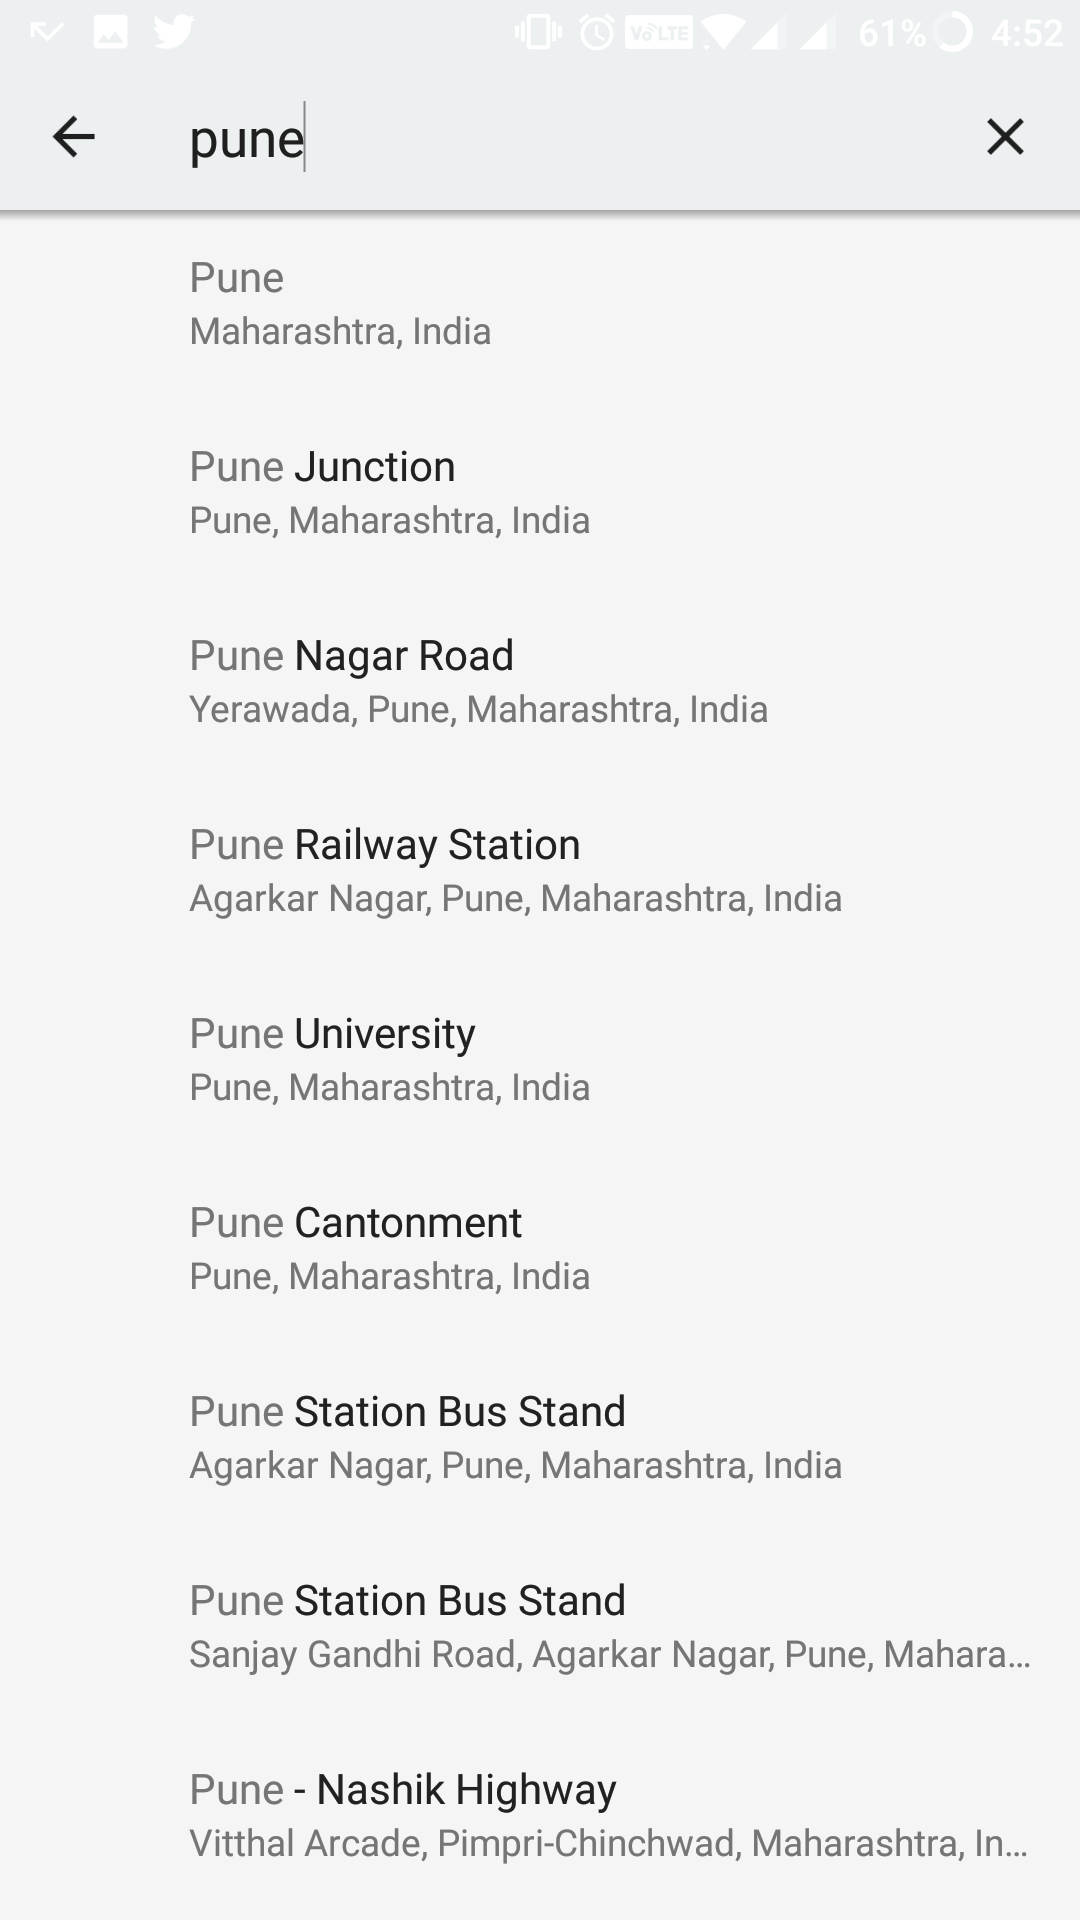 VoLTE 61% 4:52
pune
Pune
Maharashtra, India
Pune Junction
Pune, Maharashtra, India
Pune Nagar Road
Yerawada, Pune, Maharashtra, India
Pune Railway Station
Agarkar Nagar, Pune, Maharashtra, India
Pune University
Pune, Maharashtra, India
Pune Cantonment
Pune, Maharashtra, India
Pune Station Bus Stand
Agarkar Nagar, Pune, Maharashtra, India
Pune Station Bus Stand
Sanjay Gandhi Road, Agarkar Nagar, Pune, Mahara...
Pune - Nashik Highway
Vitthal Arcade, Pimpri-Chinchwad, Maharashtra, In...